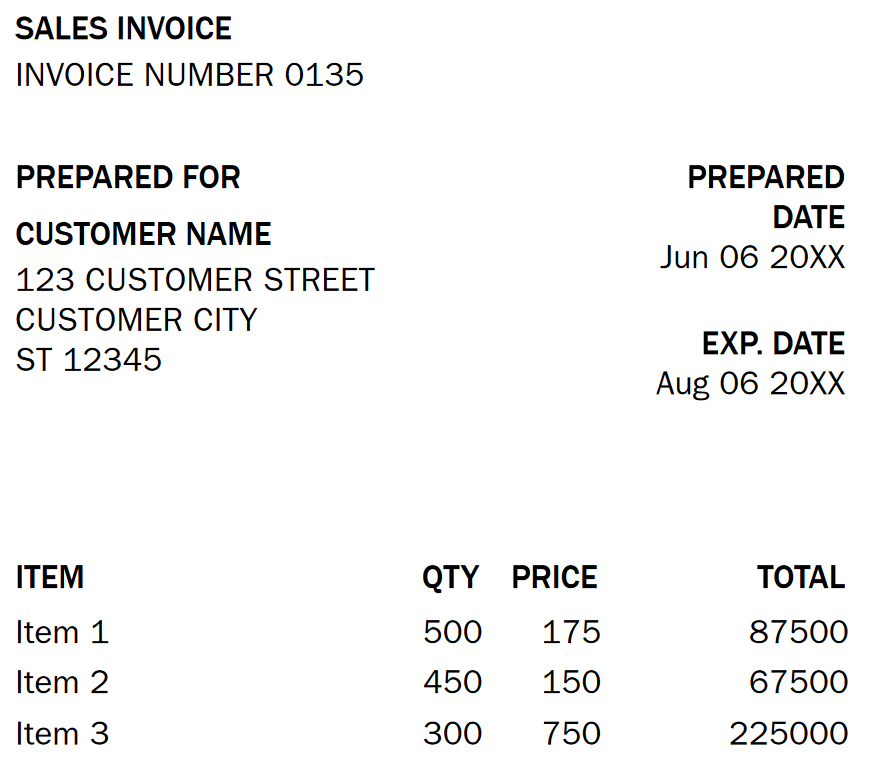 SALES INVOICE
INVOICE NUMBER 0135
PREPARED FOR
CUSTOMER NAME
123 CUSTOMER STREET
CUSTOMER CITY
ST 12345
PREPARED
DATE
Jun 06 20XX
EXP. DATE
Aug 06 20XX
ITEM QTY PRICE TOTAL
Item 1 500 175 87500
Item 2 450 150 67500
Item 3 300 750 225000